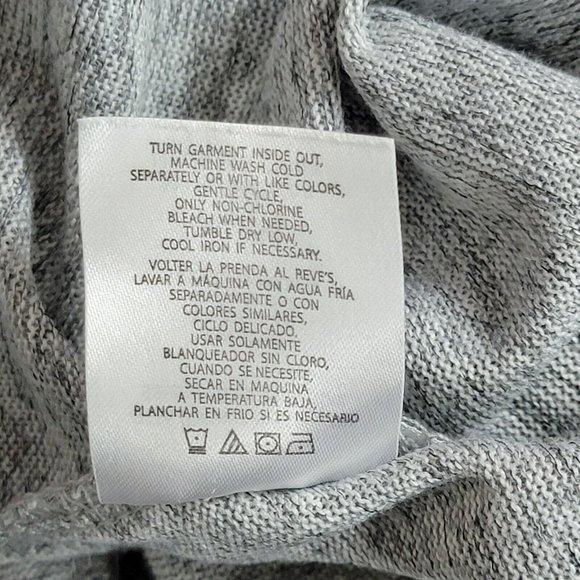 TURN GARMENT INSIDE OUT,
MACHINE WASH COLD
SEPARATELY OR WITH LIKE COLORS,
GENTLE CYCLE,
ONLY NON-CHLORINE
BLEACH WHEN NEEDED,
TUMBLE DRY LOW,
COOL IRON IF NECESSARY.
VOLTER LA PRENDA AL REVE'S,
LAVAR A MÁQUINA CON AGUA FRÍA
SEPARADAMENTE O CON
COLORES SIMILARES,
CICLO DELICADO,
USAR SOLAMENTE
BLANQUEADOR SIN CLORO,
CUANDO SE NECESITE,
SECAR EN MAQUINA
A TEMPERATURA BAJA,
PLANCHAR EN FRIO SI ES NECESARIO